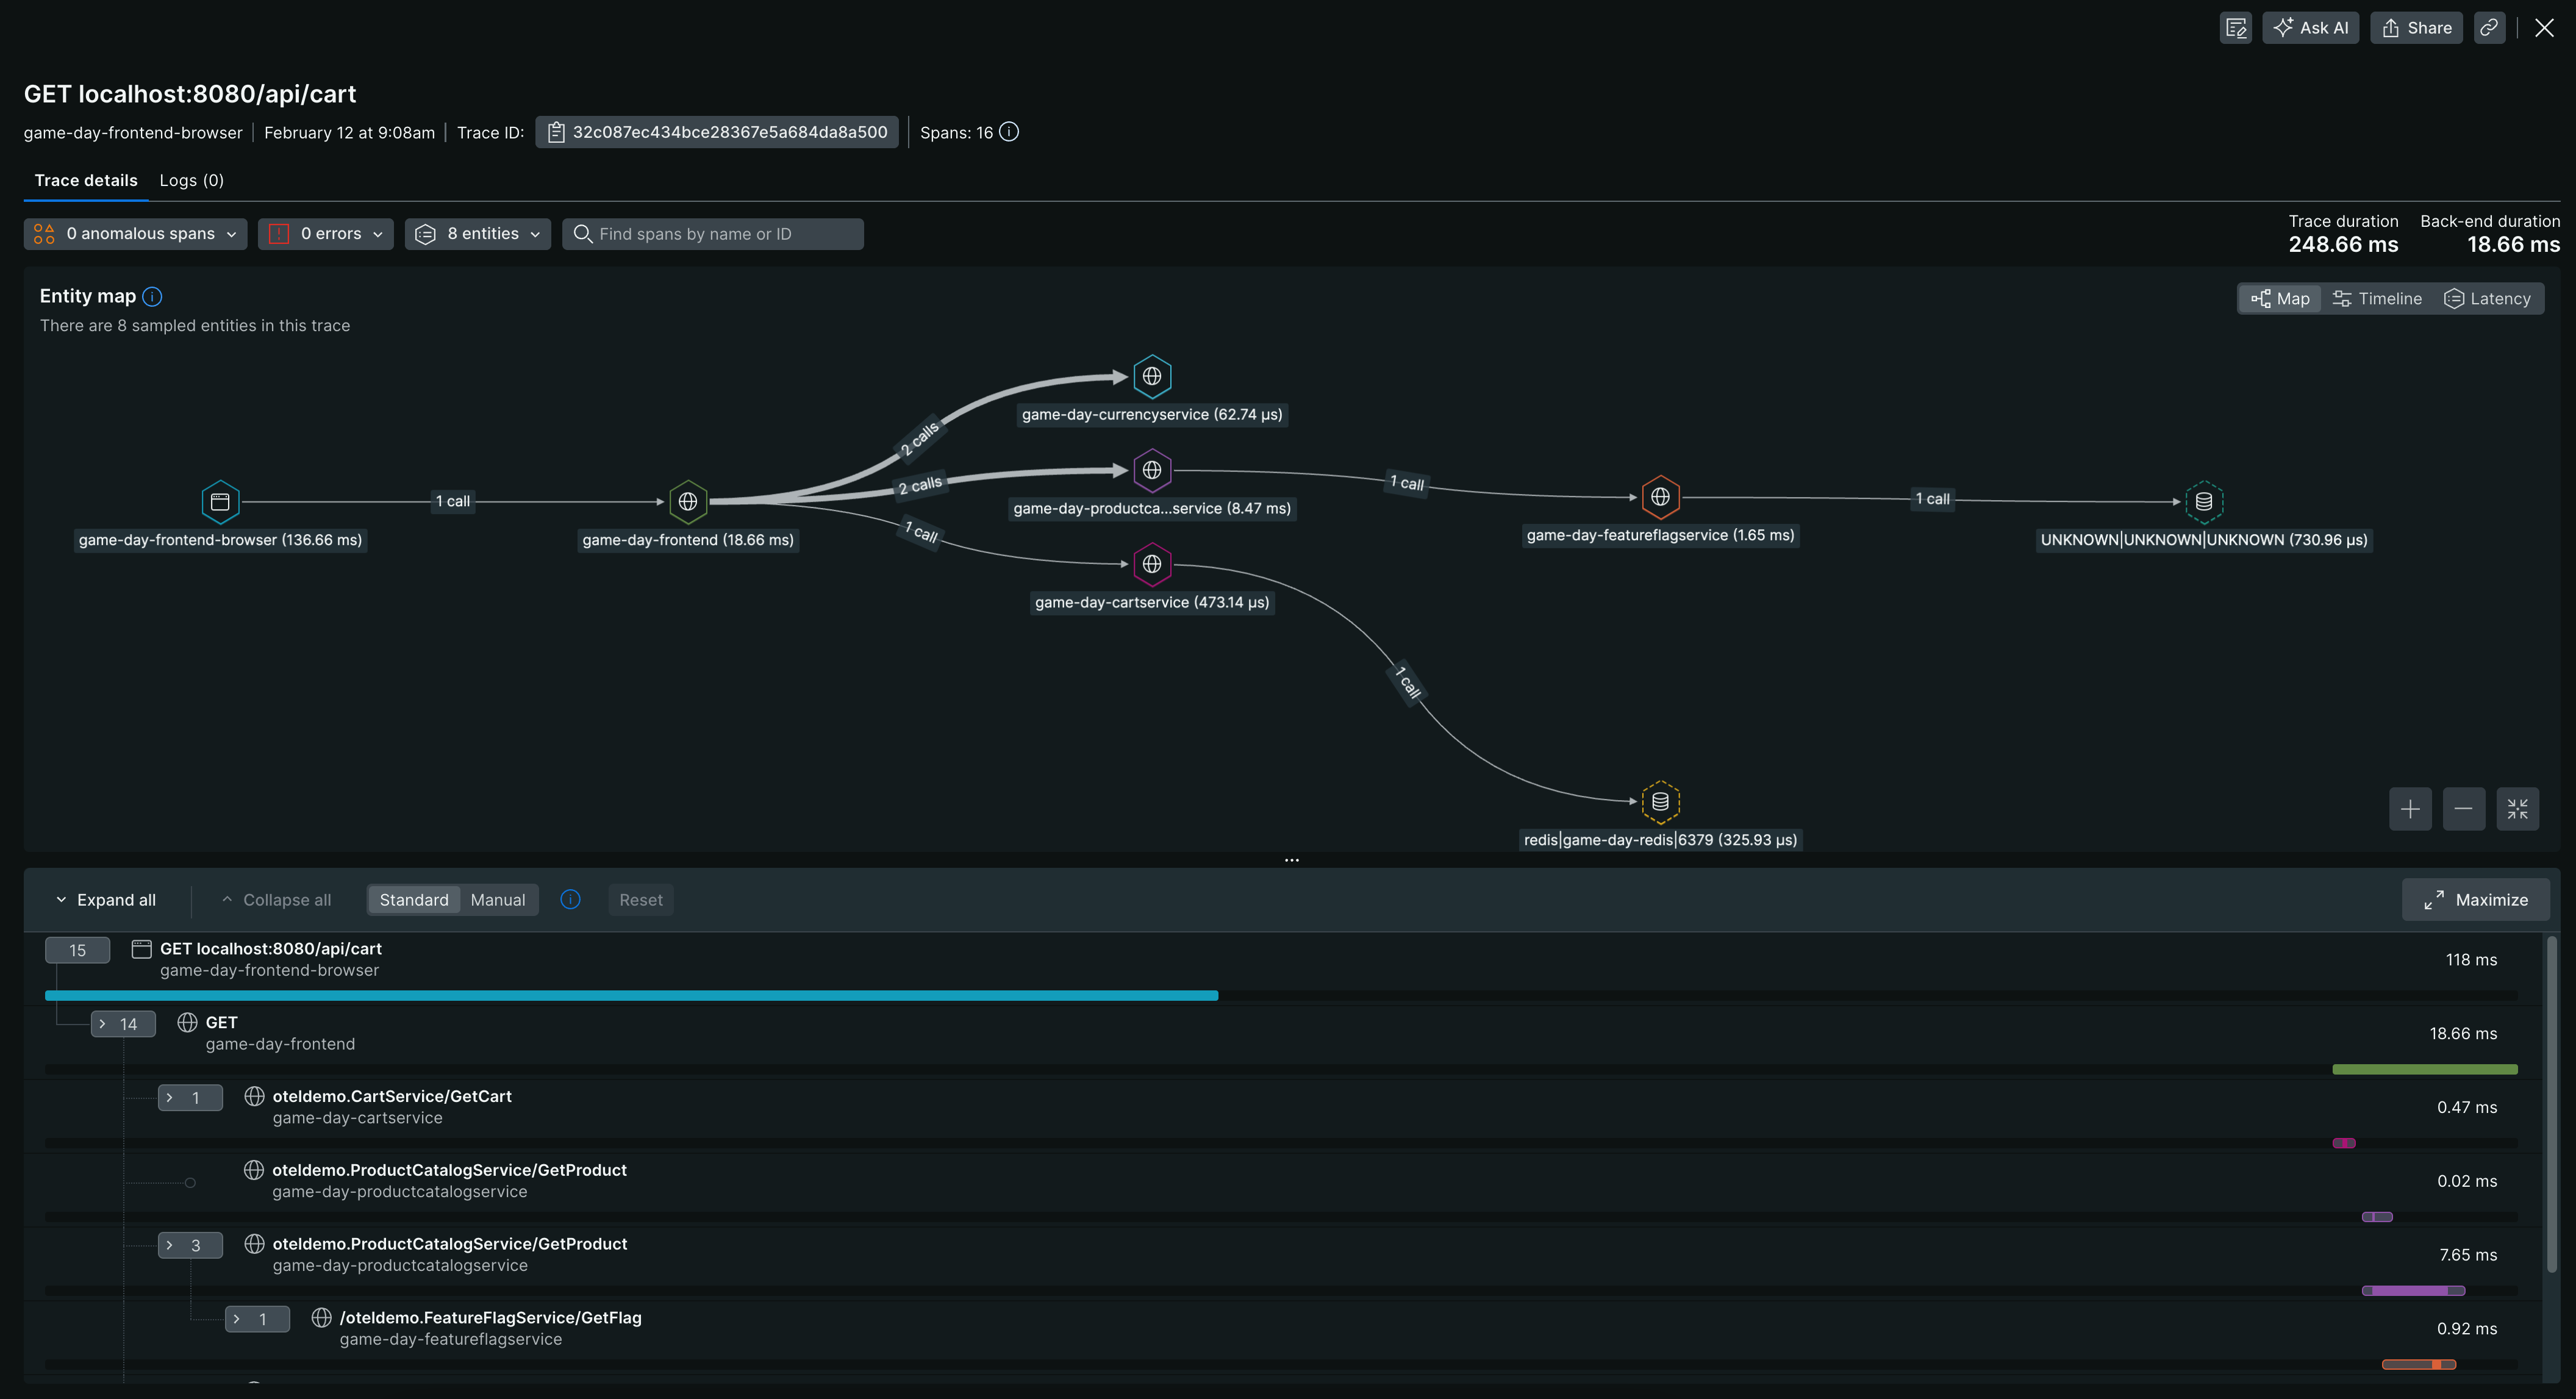 Ask AI
Share
GET localhost:8080/api/cart
game-day-frontend-browser
February 12 at 9:08am
Trace ID:
32c087ec434bce28367e5a684da8a500
Spans: 16
Trace details
Logs (0)
0 anomalous spans
0 errors
8 entities
Find spans by name or ID
Trace duration
248.66 ms
Back-end duration
18.66 ms
Entity map
There are 8 sampled entities in this trace
Map
Timeline
Latency
game-day-currencyservice (62.74 µs)
2 calls
game-day-productca...service (8.47 ms)
2 calls
1 call
game-day-frontend-browser (136.66 ms)
1 call
game-day-frontend (18.66 ms)
1 call
game-day-featureflagservice (1.65 ms)
1 call
UNKNOWN|UNKNOWN|UNKNOWN (730.96 µs)
game-day-cartservice (473.14 µs)
1 call
redis|game-day-redis|6379 (325.93 µs)
Expand all
Collapse all
Standard
Manual
Reset
Maximize
15
GET localhost:8080/api/cart
game-day-frontend-browser
118 ms
14
GET
game-day-frontend
18.66 ms
1
oteldemo.CartService/GetCart
game-day-cartservice
0.47 ms
oteldemo.ProductCatalogService/GetProduct
game-day-productcatalogservice
0.02 ms
3
oteldemo.ProductCatalogService/GetProduct
game-day-productcatalogservice
7.65 ms
1
/oteldemo.FeatureFlagService/GetFlag
game-day-featureflagservice
0.92 ms